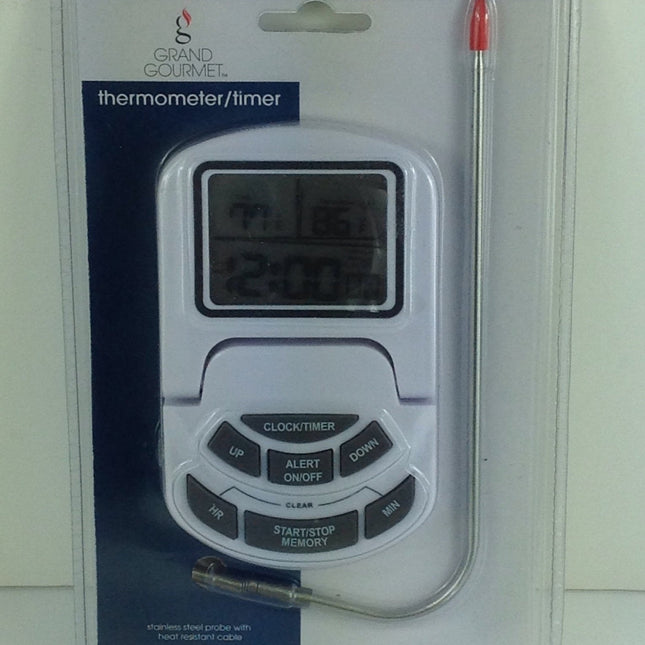 GRAND
GOURMET™
thermometer/timer
CLOCK/TIMER
UP
ALERT
ON/OFF
DOWN
CLEAR
HR
START/STOP
MEMORY
MIN
stainless steel probe with
heat resistant cable